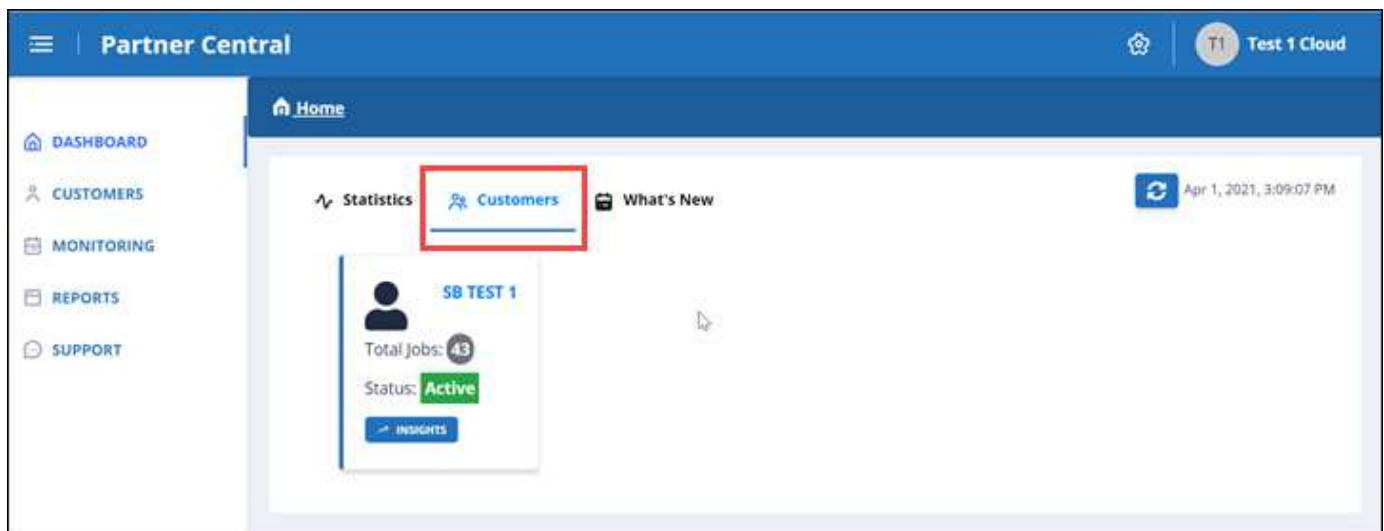 Partner Central
T1 Test 1 Cloud
Home
DASHBOARD
CUSTOMERS
MONITORING
REPORTS
SUPPORT
Statistics Customers What's New
Apr 1, 2021, 3:09:07 PM
SB TEST 1
Total Jobs: 43
Status: Active
INSIGHTS